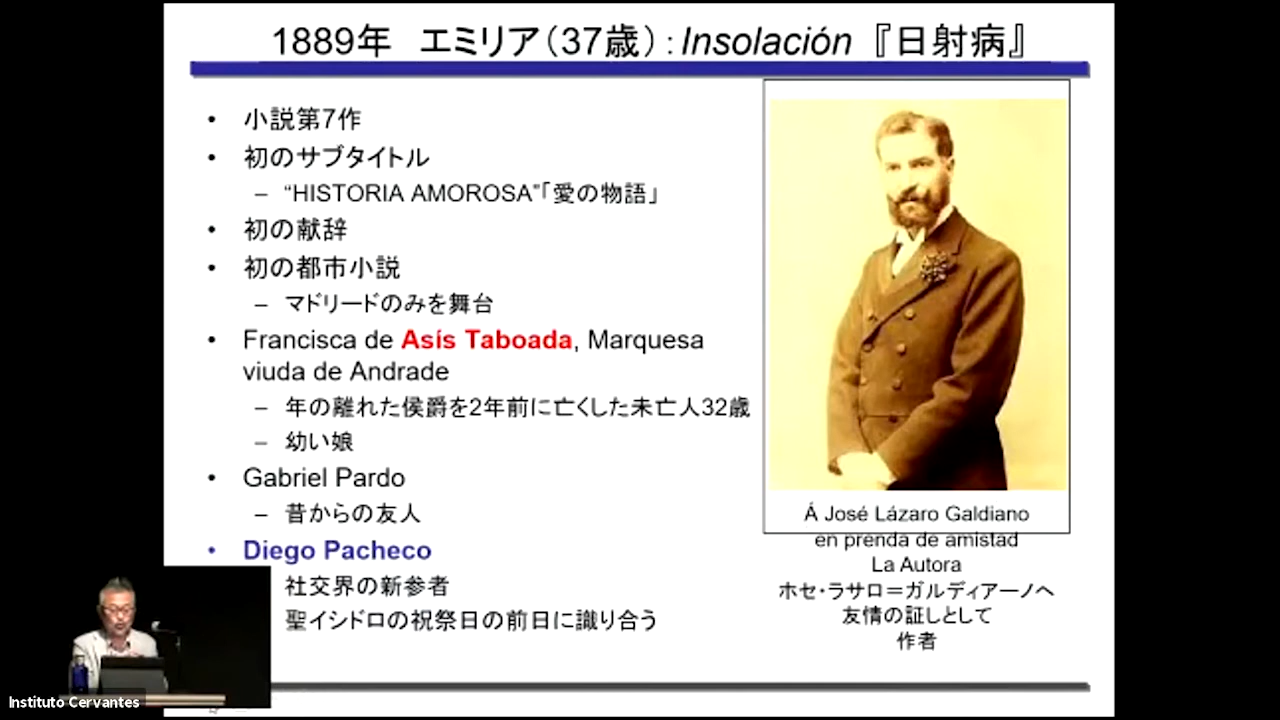 1889年　エミリア（37歳）：Insolación『日射病』
• 小説第7作
• 初のサブタイトル
– “HISTORIA AMOROSA”「愛の物語」
• 初の献辞
• 初の都市小説
– マドリードのみを舞台
• Francisca de Asís Taboada, Marquesa
viuda de Andrade
– 年の離れた侯爵を2年前に亡くした未亡人32歳
– 幼い娘
• Gabriel Pardo
– 昔からの友人
• Diego Pacheco
社交界の新参者
聖イシドロの祝祭日の前日に識り合う
Á José Lázaro Galdiano
en prenda de amistad
La Autora
ホセ・ラサロ＝ガルディアーノへ
友情の証しとして
作者
Instituto Cervantes